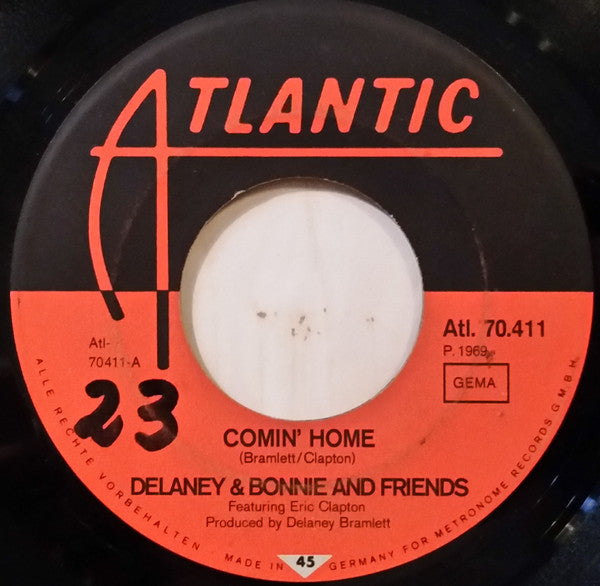 ATLANTIC
Atl-
70411-A
Atl. 70.411
P. 1969
GEMA
23
COMIN' HOME
(Bramlett/Clapton)
DELANEY & BONNIE AND FRIENDS
Featuring Eric Clapton
Produced by Delaney Bramlett
ALLE RECHTE VORBEHALTEN · MADE IN 45 GERMANY FOR METRONOME RECORDS G.M.B.H.